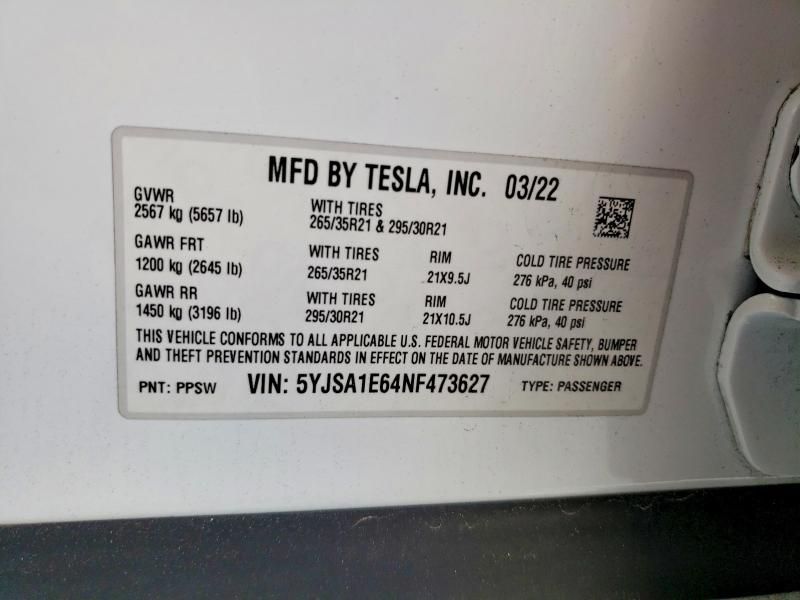 MFD BY TESLA, INC. 03/22
GVWR
2567 kg (5657 lb)
WITH TIRES
265/35R21 & 295/30R21
GAWR FRT
1200 kg (2645 lb)
WITH TIRES
265/35R21
RIM
21X9.5J
COLD TIRE PRESSURE
276 kPa, 40 psi
GAWR RR
1450 kg (3196 lb)
WITH TIRES
295/30R21
RIM
21X10.5J
COLD TIRE PRESSURE
276 kPa, 40 psi
THIS VEHICLE CONFORMS TO ALL APPLICABLE U.S. FEDERAL MOTOR VEHICLE SAFETY, BUMPER
AND THEFT PREVENTION STANDARDS IN EFFECT ON THE DATE OF MANUFACTURE SHOWN ABOVE.
PNT: PPSW VIN: 5YJSA1E64NF473627 TYPE: PASSENGER